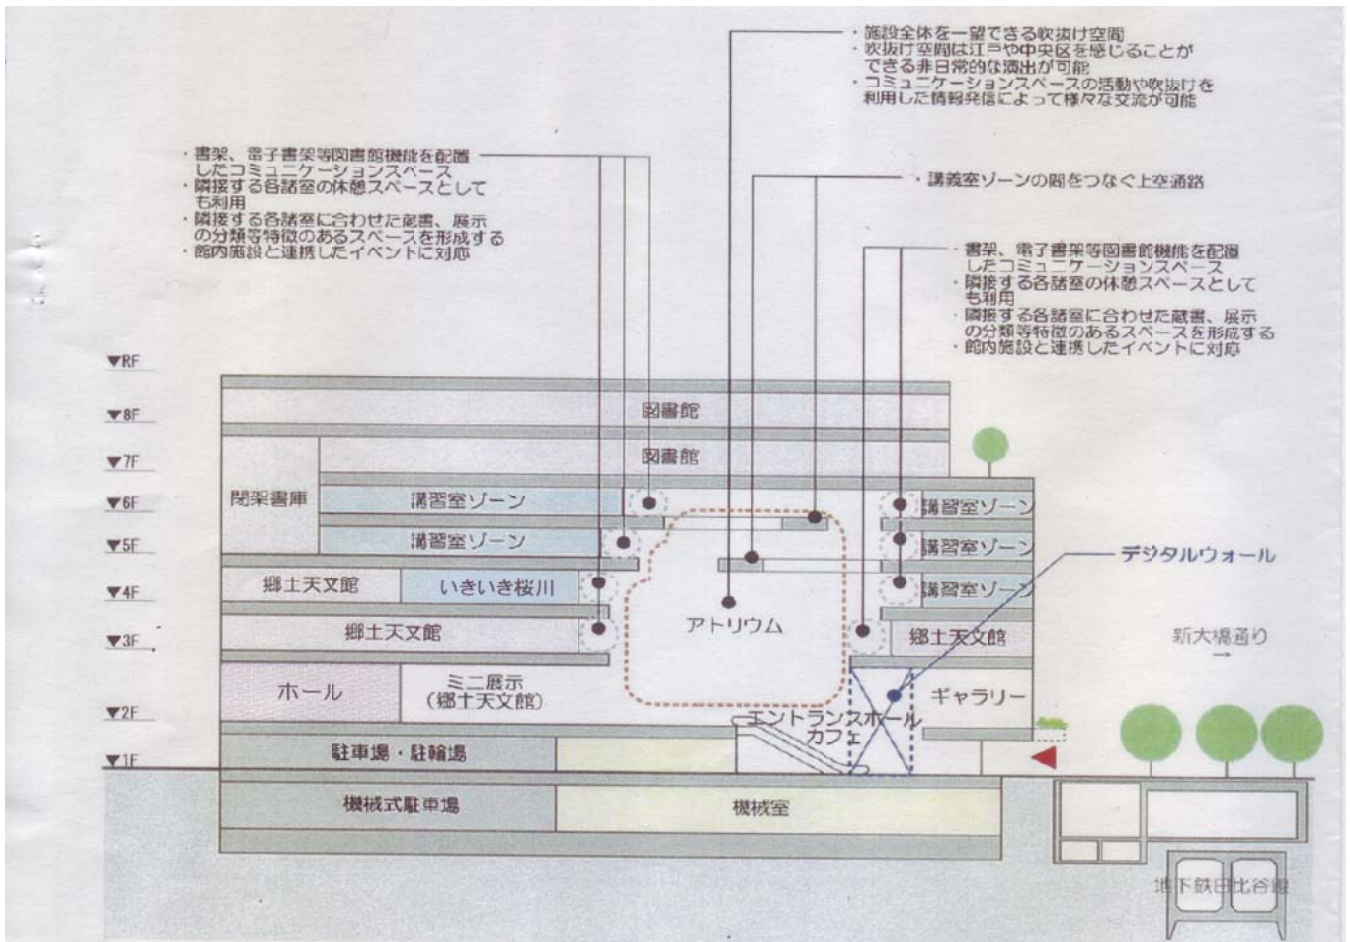 ・施設全体を一望できる吹抜け空間
・吹抜け空間は江戸や中央区を感じることが
できる非日常的な演出が可能
・コミュニケーションスペースの活動や吹抜けを
利用した情報発信によって様々な交流が可能
・書架、電子書架等図書館機能を配置
したコミュニケーションスペース
・隣接する各諸室の休憩スペースとして
も利用
・隣接する各諸室に合わせた蔵書、展示
の分類等特徴のあるスペースを形成する
・館内施設と連携したイベントに対応
・講義室ゾーンの間をつなぐ上空通路
・書架、電子書架等図書館機能を配置
したコミュニケーションスペース
・隣接する各諸室の休憩スペースとして
も利用
・隣接する各諸室に合わせた蔵書、展示
の分類等特徴のあるスペースを形成する
・館内施設と連携したイベントに対応
▼RF
▼8F
図書館
▼7F
図書館
閉架書庫
▼6F
講習室ゾーン
講習室ゾーン
▼5F
講習室ゾーン
講習室ゾーン
デジタルウォール
▼4F
郷土天文館
いきいき桜川
講習室ゾーン
▼3F
郷土天文館
アトリウム
郷土天文館
新大橋通り
→
ホール
ミニ展示
(郷土天文館)
ギャラリー
▼2F
エントランスホール
カフェ
▼1F
駐車場・駐輪場
機械式駐車場
機械室
地下鉄日比谷線